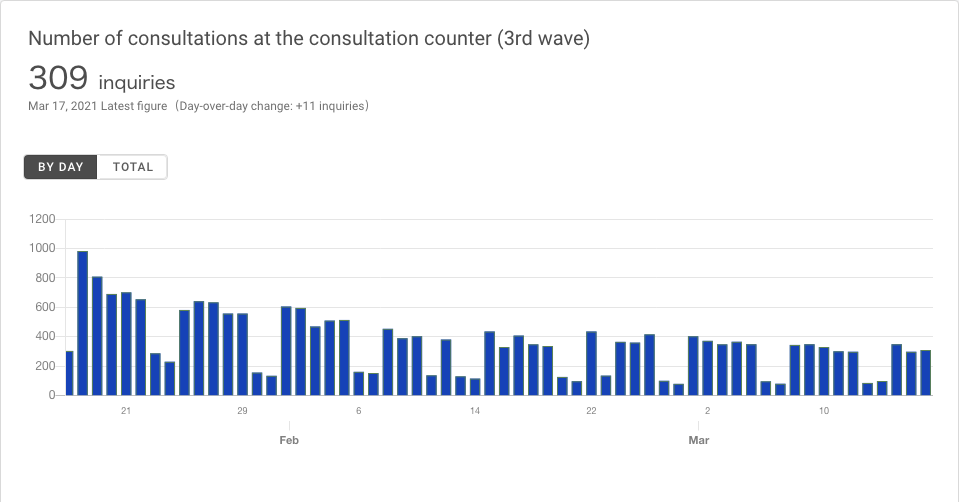 Number of consultations at the consultation counter (3rd wave)
309 inquiries
Mar 17, 2021 Latest figure（Day-over-day change: +11 inquiries）
BY DAY TOTAL
1200
1000
800
600
400
200
0
21 29 6 14 22 2 10
Feb Mar